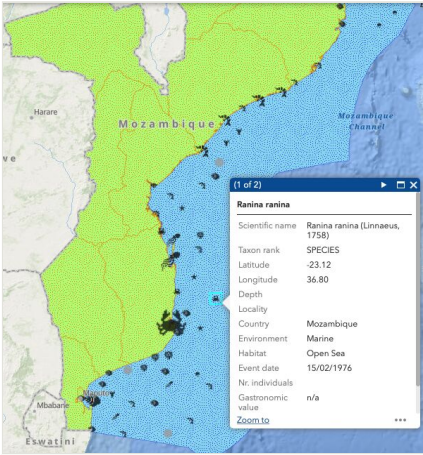 Harare
Mozambique
Mozambique
Channel
w e
Maputo
Mbabane
Eswatini
(1 of 2)
Ranina ranina
Scientific name Ranina ranina (Linnaeus,
1758)
Taxon rank SPECIES
Latitude -23.12
Longitude 36.80
Depth
Locality
Country Mozambique
Environment Marine
Habitat Open Sea
Event date 15/02/1976
Nr. individuals
Gastronomic n/a
value
Zoom to